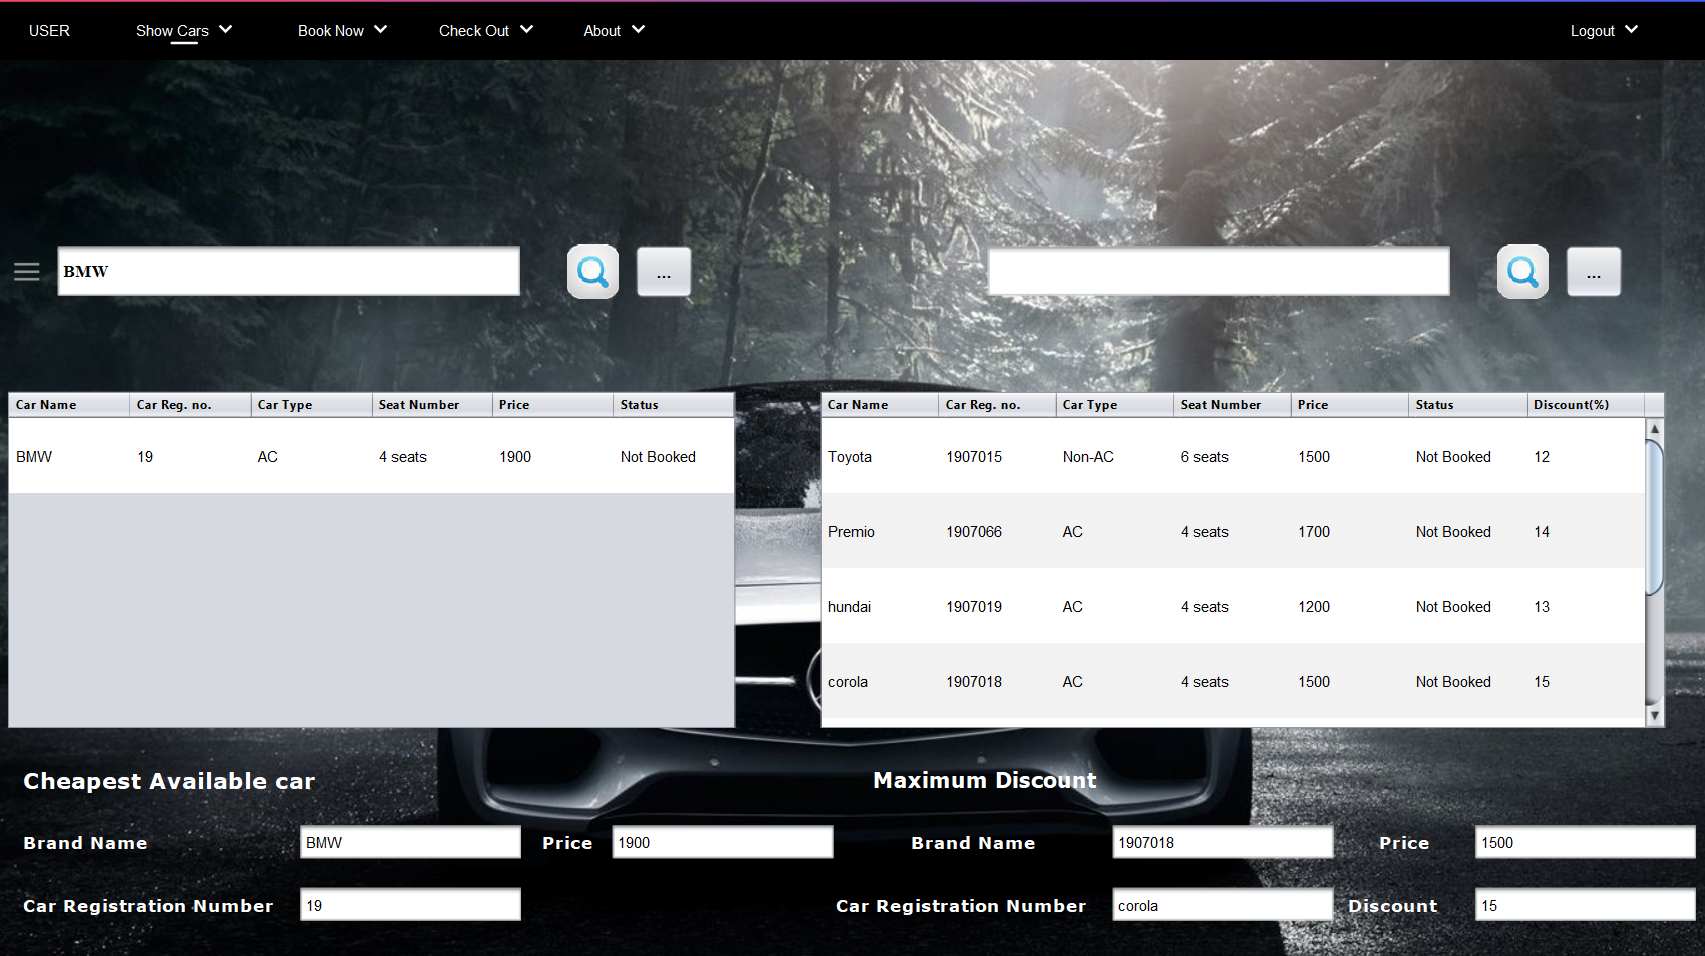 USER Show Cars Book Now Check Out About Logout
BMW ... ...
Car Name Car Reg. no. Car Type Seat Number Price Status
BMW 19 AC 4 seats 1900 Not Booked
Car Name Car Reg. no. Car Type Seat Number Price Status Discount(%)
Toyota 1907015 Non-AC 6 seats 1500 Not Booked 12
Premio 1907066 AC 4 seats 1700 Not Booked 14
hundai 1907019 AC 4 seats 1200 Not Booked 13
corola 1907018 AC 4 seats 1500 Not Booked 15
Cheapest Available car
Brand Name BMW Price 1900
Car Registration Number 19
Maximum Discount
Brand Name 1907018 Price 1500
Car Registration Number corola Discount 15